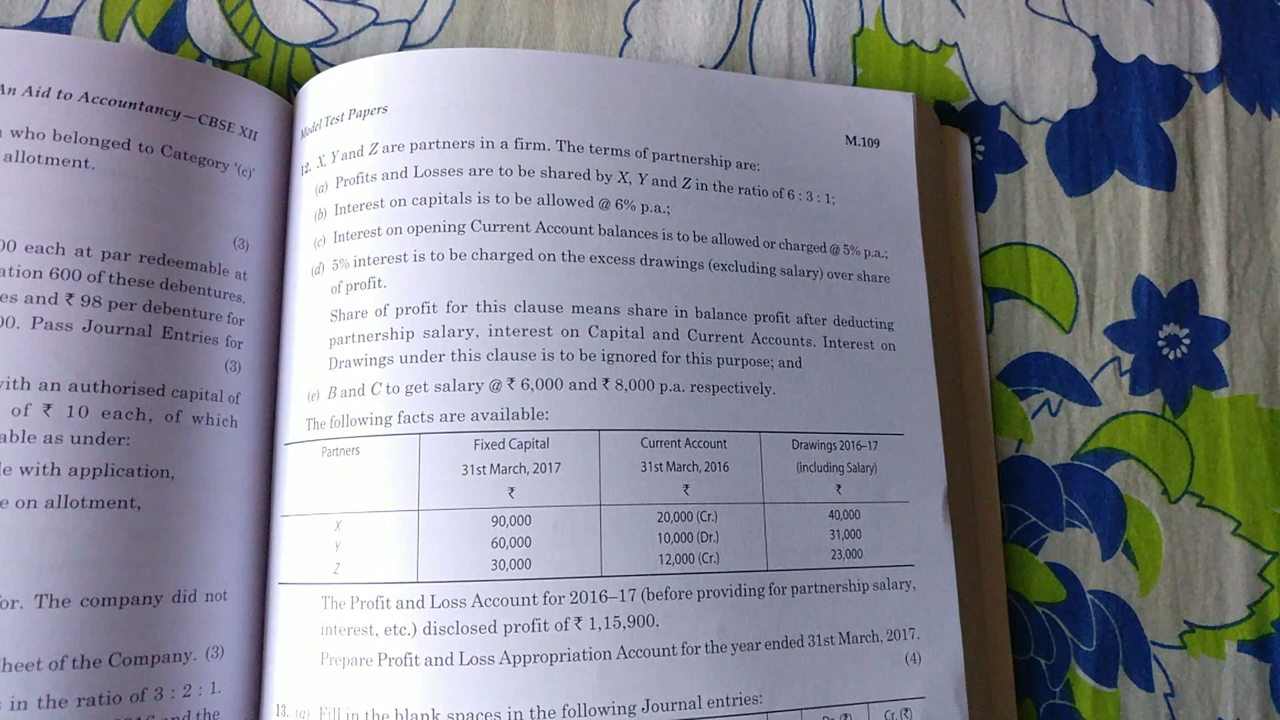 An Aid to Accountancy—CBSE XII
who belonged to Category '(c)'
allotment.
(3)
00 each at par redeemable at
ation 600 of these debentures.
es and ₹ 98 per debenture for
00. Pass Journal Entries for
(3)
with an authorised capital of
of ₹ 10 each, of which
able as under:
le with application,
e on allotment,
or. The company did not
heet of the Company. (3)
in the ratio of 3 : 2 : 1.
and the
Model Test Papers
M.109
12. X, Y and Z are partners in a firm. The terms of partnership are:
(a) Profits and Losses are to be shared by X, Y and Z in the ratio of 6 : 3 : 1;
(b) Interest on capitals is to be allowed @ 6% p.a.;
(c) Interest on opening Current Account balances is to be allowed or charged @ 5% p.a.;
(d) 5% interest is to be charged on the excess drawings (excluding salary) over share
of profit.
Share of profit for this clause means share in balance profit after deducting
partnership salary, interest on Capital and Current Accounts. Interest on
Drawings under this clause is to be ignored for this purpose; and
(e) B and C to get salary @ ₹ 6,000 and ₹ 8,000 p.a. respectively.
The following facts are available:
Partners Fixed Capital Current Account Drawings 2016–17
31st March, 2017 31st March, 2016 (including Salary)
₹ ₹ ₹
X 90,000 20,000 (Cr.) 40,000
Y 60,000 10,000 (Dr.) 31,000
Z 30,000 12,000 (Cr.) 23,000
The Profit and Loss Account for 2016–17 (before providing for partnership salary,
interest, etc.) disclosed profit of ₹ 1,15,900.
Prepare Profit and Loss Appropriation Account for the year ended 31st March, 2017.
(4)
13. (a) Fill in the blank spaces in the following Journal entries:
Dr. (₹) Cr. (₹)